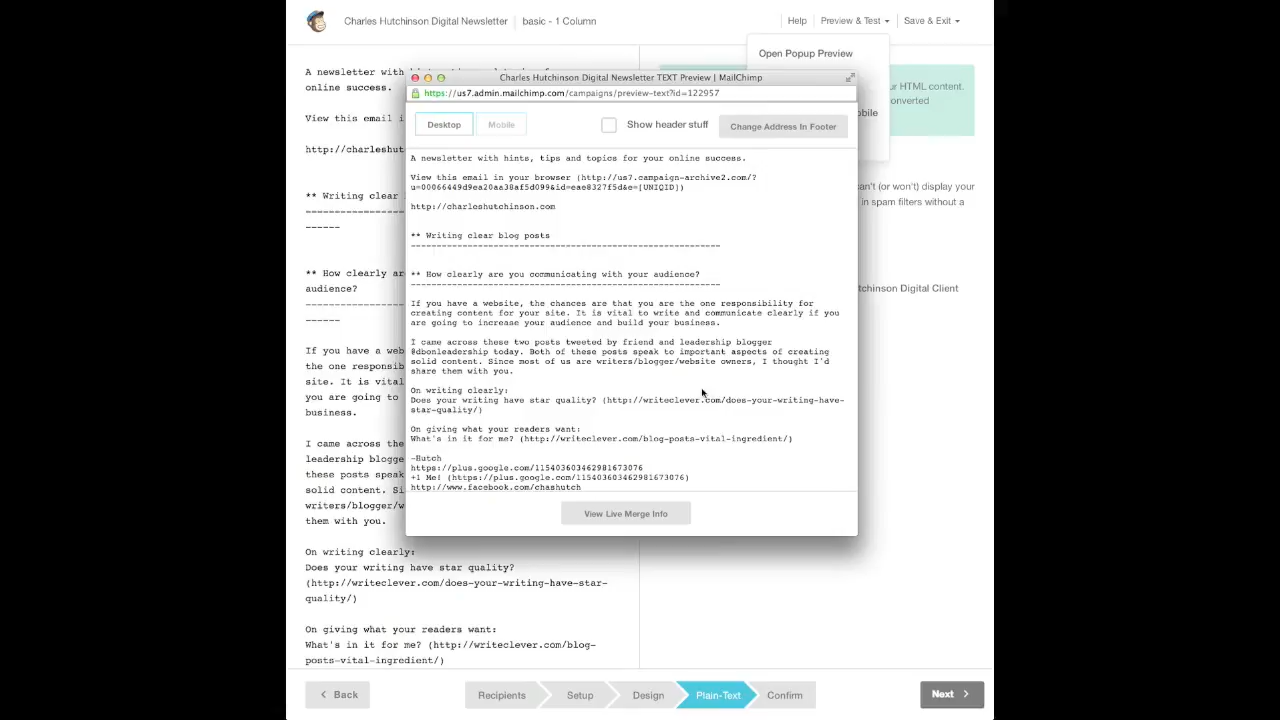 Charles Hutchinson Digital Newsletter
basic - 1 Column
Help
Preview & Test
Save & Exit
Open Popup Preview
A newsletter with
online success.
View this email i
http://charleshut
** Writing clear
----------------------
------
** How clearly ar
audience?
----------------------
------
If you have a web
the one responsib
site. It is vital
you are going to
business.
I came across the
leadership blogge
these posts speak
solid content. Si
writers/blogger/w
them with you.
On writing clearly:
Does your writing have star quality?
(http://writeclever.com/does-your-writing-have-star-
quality/)
On giving what your readers want:
What's in it for me? (http://writeclever.com/blog-
posts-vital-ingredient/)
Charles Hutchinson Digital Newsletter TEXT Preview | MailChimp
https://us7.admin.mailchimp.com/campaigns/preview-text?id=122957
Desktop
Mobile
Show header stuff
Change Address In Footer
A newsletter with hints, tips and topics for your online success.
View this email in your browser (http://us7.campaign-archive2.com/?
u=00066449d9ea20aa38af5d099&id=eae8327f5d&e=[UNIQID])
http://charleshutchinson.com
** Writing clear blog posts
------------------------------------------------------------
** How clearly are you communicating with your audience?
------------------------------------------------------------
If you have a website, the chances are that you are the one responsibility for
creating content for your site. It is vital to write and communicate clearly if you
are going to increase your audience and build your business.
I came across these two posts tweeted by friend and leadership blogger
@dbonleadership today. Both of these posts speak to important aspects of creating
solid content. Since most of us are writers/blogger/website owners, I thought I'd
share them with you.
On writing clearly:
Does your writing have star quality? (http://writeclever.com/does-your-writing-have-
star-quality/)
On giving what your readers want:
What's in it for me? (http://writeclever.com/blog-posts-vital-ingredient/)
-Hutch
https://plus.google.com/115403603462981673076
+1 Me! (https://plus.google.com/115403603462981673076)
http://www.facebook.com/chashutch
View Live Merge Info
ur HTML content.
onverted
obile
can't (or won't) display your
in spam filters without a
tchinson Digital Client
Back
Recipients
Setup
Design
Plain-Text
Confirm
Next